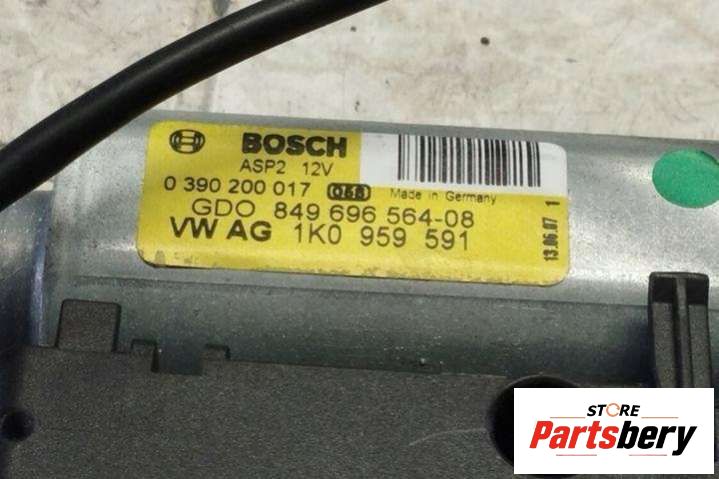 BOSCH
ASP2 12V
0 390 200 017 Made in Germany
GDO 849 696 564-08
VW AG 1K0 959 591
13.06.07 1
STORE
Partsbery